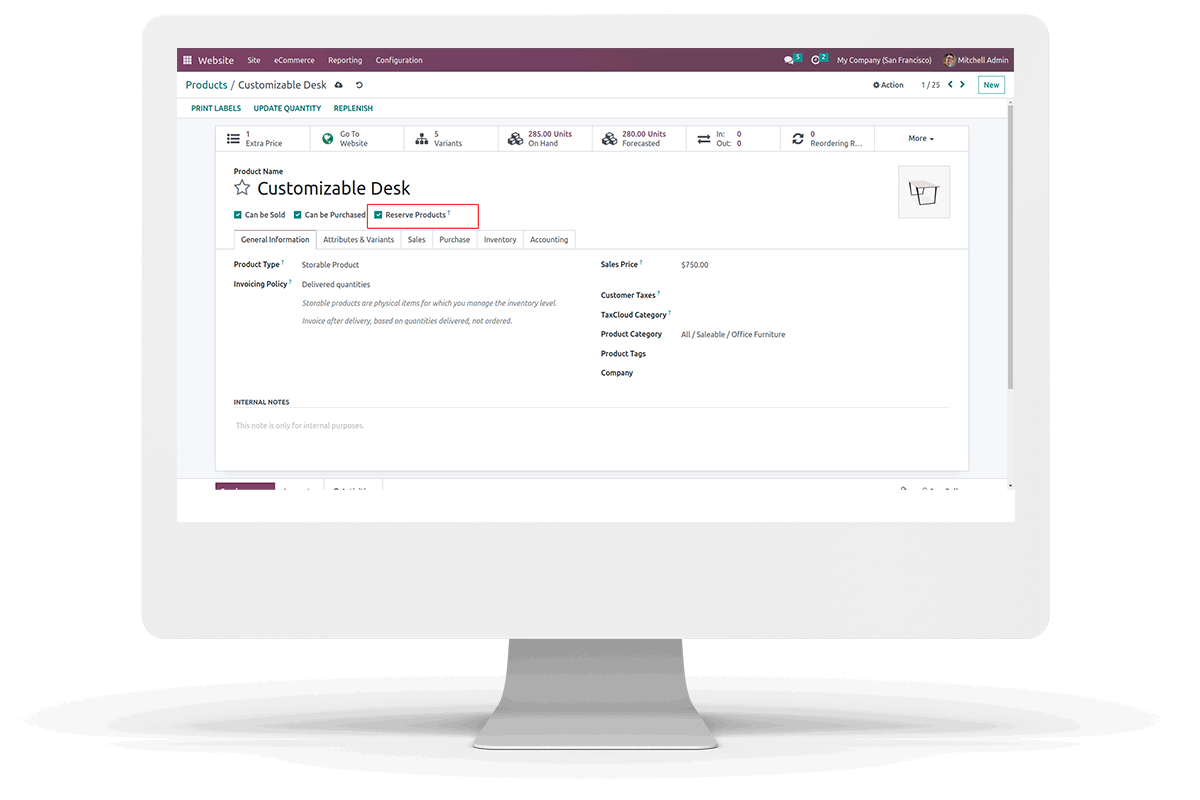 Website Site eCommerce Reporting Configuration 5 2 My Company (San Francisco) Mitchell Admin
Products / Customizable Desk Action 1 / 25 New
PRINT LABELS UPDATE QUANTITY REPLENISH
1 Extra Price
Go To Website
5 Variants
285.00 Units On Hand
280.00 Units Forecasted
In: 0
Out: 0
0 Reordering R...
More
Product Name
Customizable Desk
Can be Sold Can be Purchased Reserve Products ?
General Information Attributes & Variants Sales Purchase Inventory Accounting
Product Type ? Storable Product
Invoicing Policy ? Delivered quantities
Storable products are physical items for which you manage the inventory level.
Invoice after delivery, based on quantities delivered, not ordered.
Sales Price ? $750.00
Customer Taxes ?
TaxCloud Category ?
Product Category All / Saleable / Office Furniture
Product Tags
Company
INTERNAL NOTES
This note is only for internal purposes.